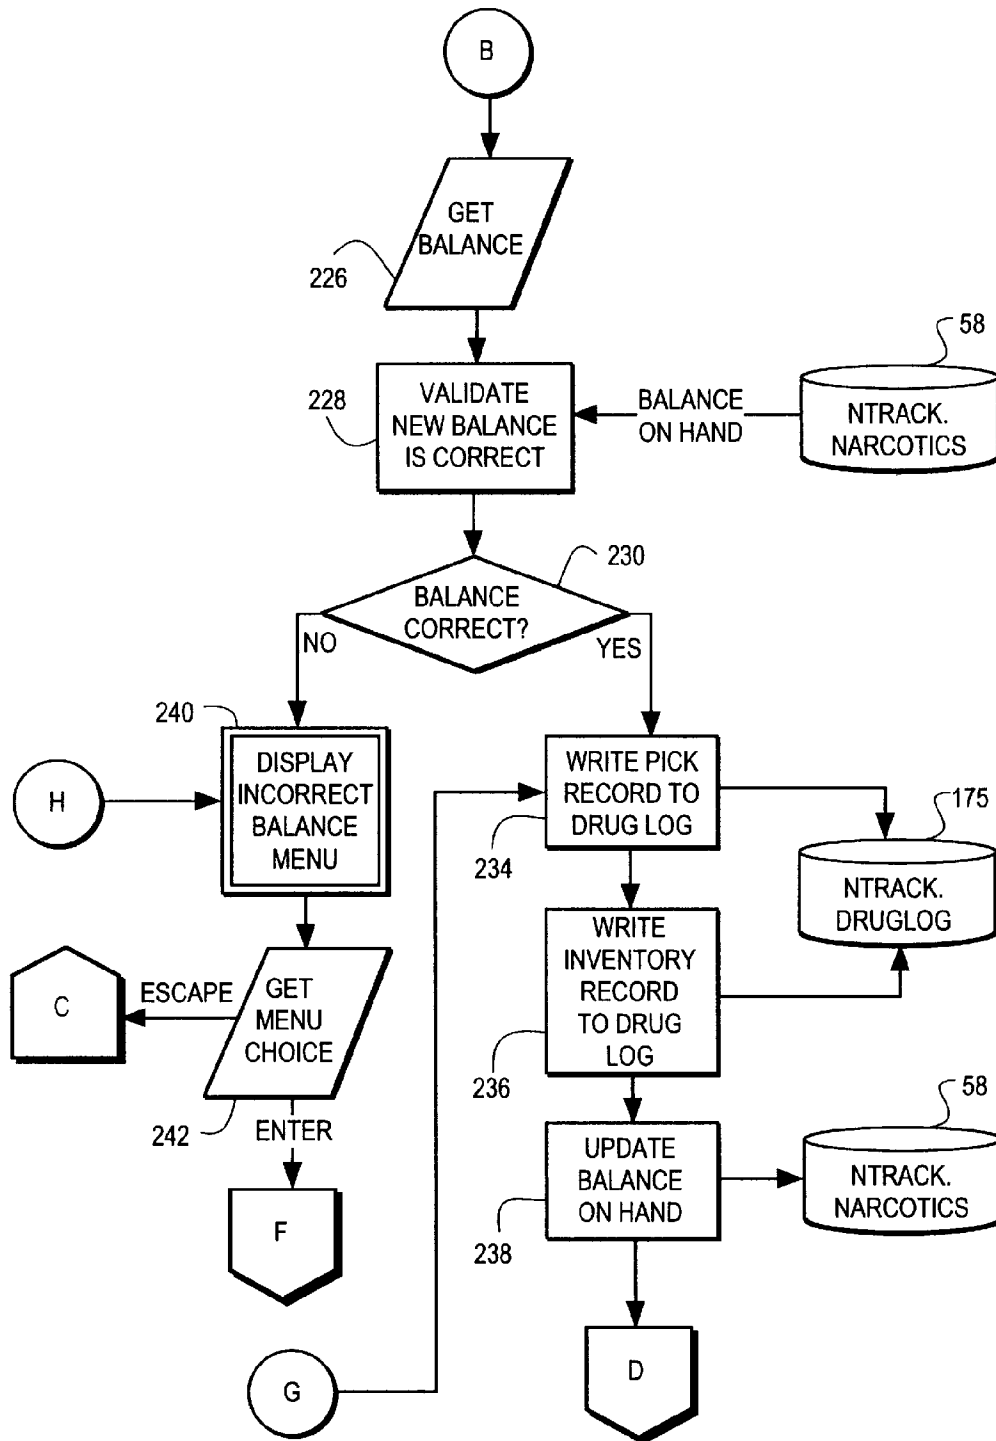 B
GET
BALANCE
226
58
VALIDATE
NEW BALANCE
IS CORRECT
228
BALANCE
ON HAND
NTRACK.
NARCOTICS
230
BALANCE
CORRECT?
NO
YES
240
DISPLAY
INCORRECT
BALANCE
MENU
H
WRITE PICK
RECORD TO
DRUG LOG
234
175
NTRACK.
DRUGLOG
WRITE
INVENTORY
RECORD
TO DRUG
LOG
236
C
ESCAPE
GET
MENU
CHOICE
242
ENTER
F
UPDATE
BALANCE
ON HAND
238
58
NTRACK.
NARCOTICS
G
D